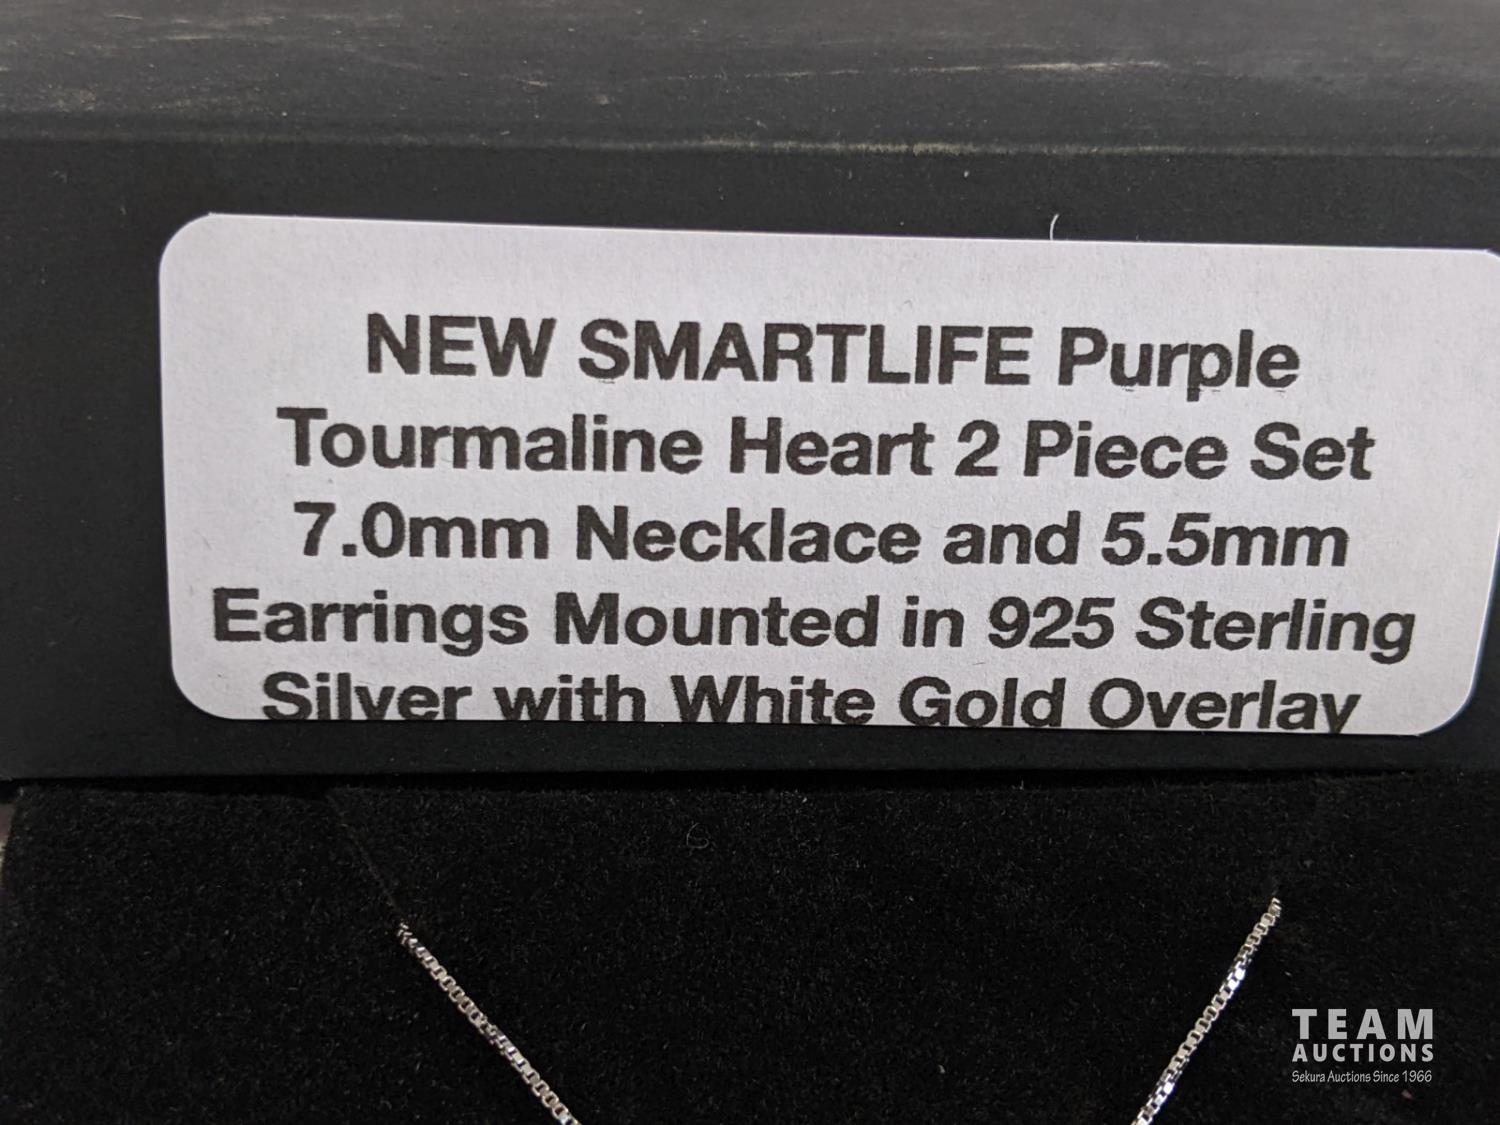 NEW SMARTLIFE Purple
Tourmaline Heart 2 Piece Set
7.0mm Necklace and 5.5mm
Earrings Mounted in 925 Sterling
Silver with White Gold Overlay
TEAM
AUCTIONS
Sekura Auctions Since 1966